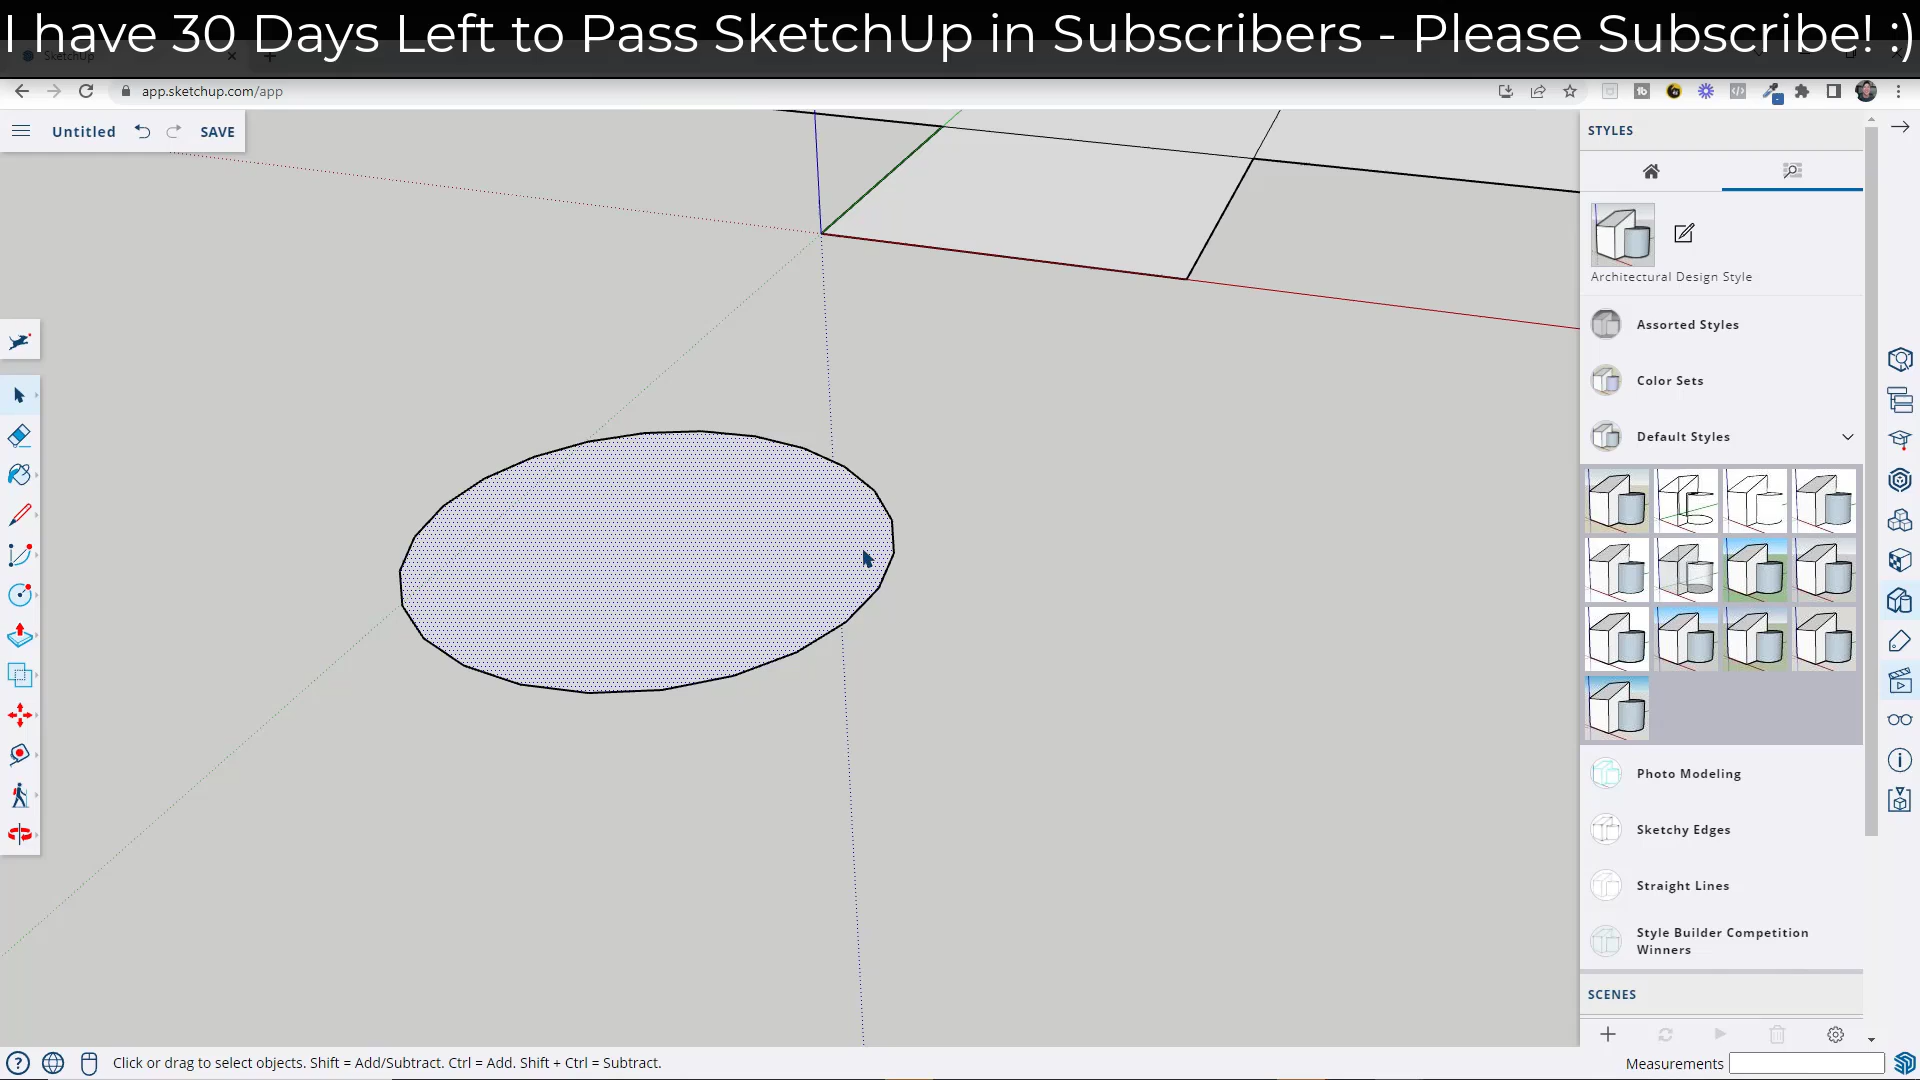 I have 30 Days Left to Pass SketchUp in Subscribers - Please Subscribe! :)
SketchUp
app.sketchup.com/app
Untitled
SAVE
STYLES
Architectural Design Style
Assorted Styles
Color Sets
Default Styles
Photo Modeling
Sketchy Edges
Straight Lines
Style Builder Competition
Winners
SCENES
Click or drag to select objects. Shift = Add/Subtract. Ctrl = Add. Shift + Ctrl = Subtract.
Measurements